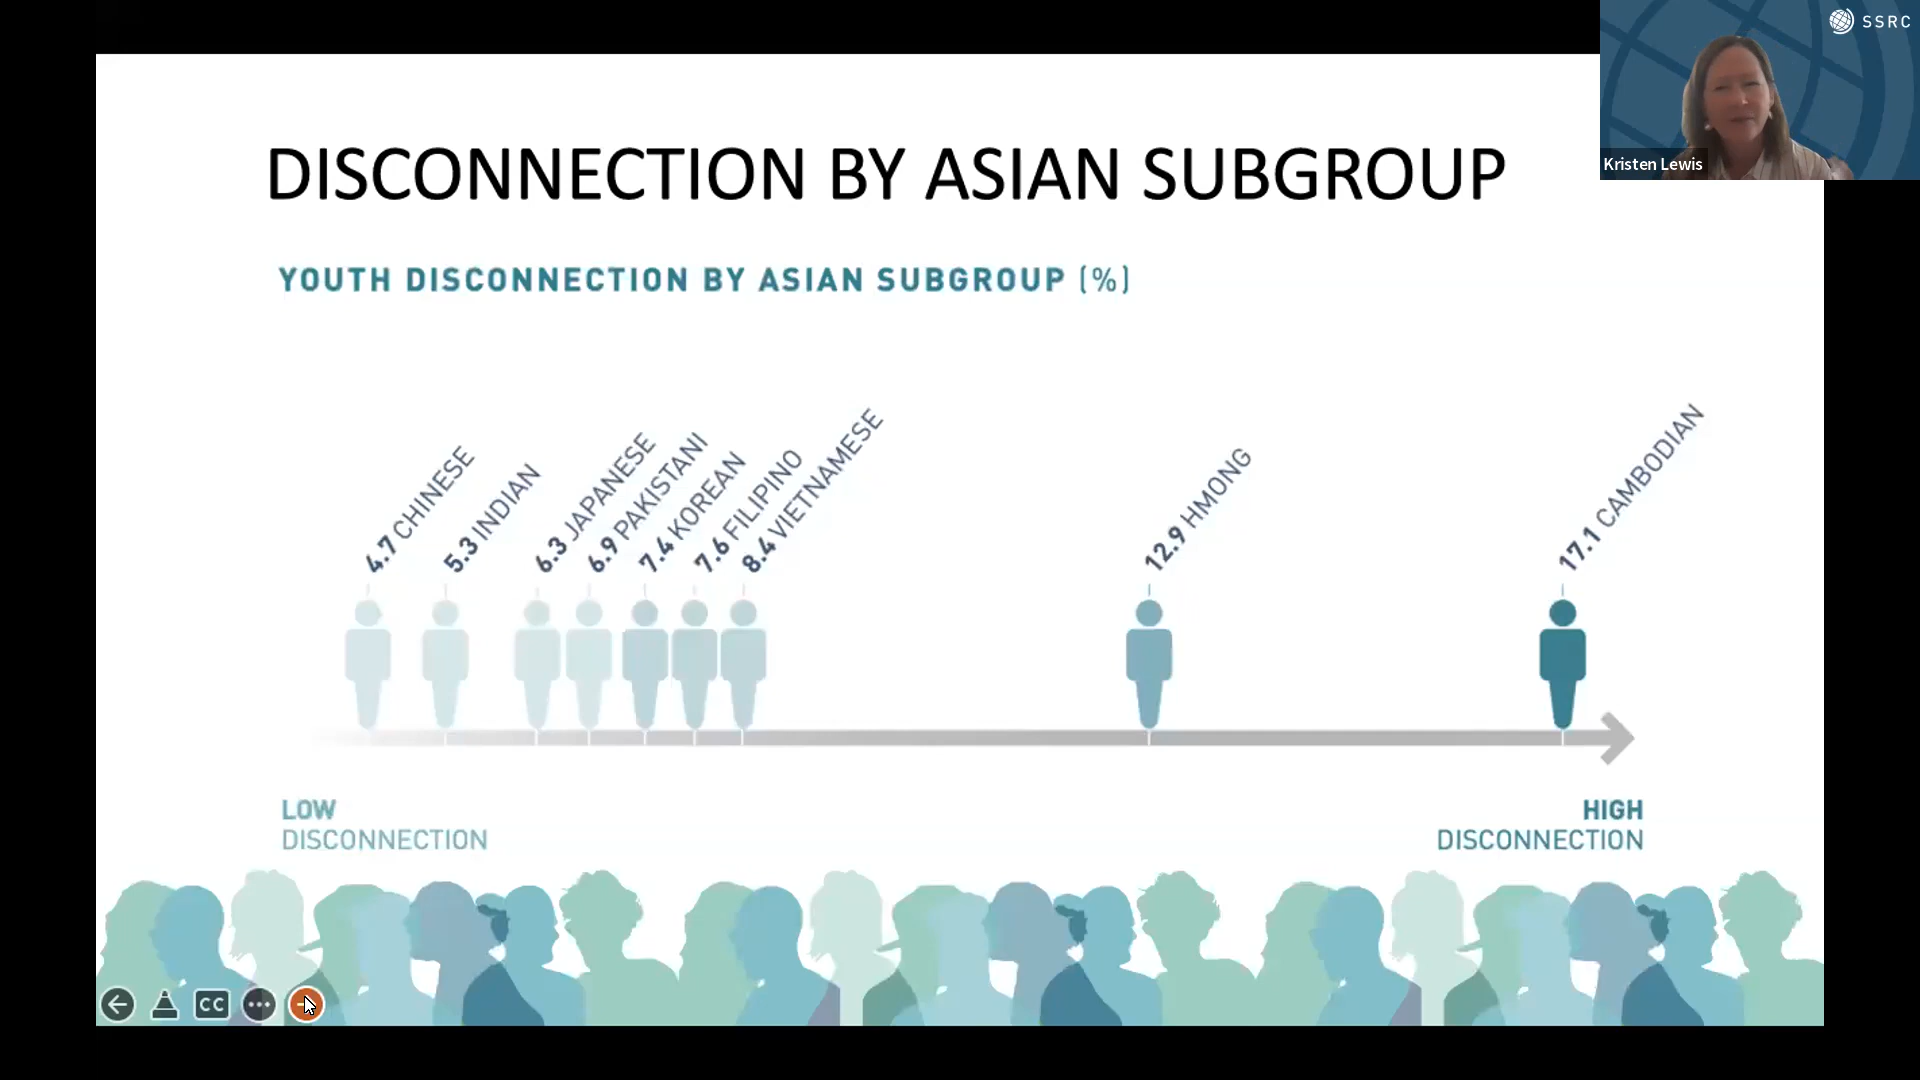 SSRC
Kristen Lewis
DISCONNECTION BY ASIAN SUBGROUP
YOUTH DISCONNECTION BY ASIAN SUBGROUP (%)
4.7 CHINESE
5.3 INDIAN
6.3 JAPANESE
6.9 PAKISTANI
7.4 KOREAN
7.6 FILIPINO
8.4 VIETNAMESE
12.9 HMONG
17.1 CAMBODIAN
LOW
DISCONNECTION
HIGH
DISCONNECTION
CC